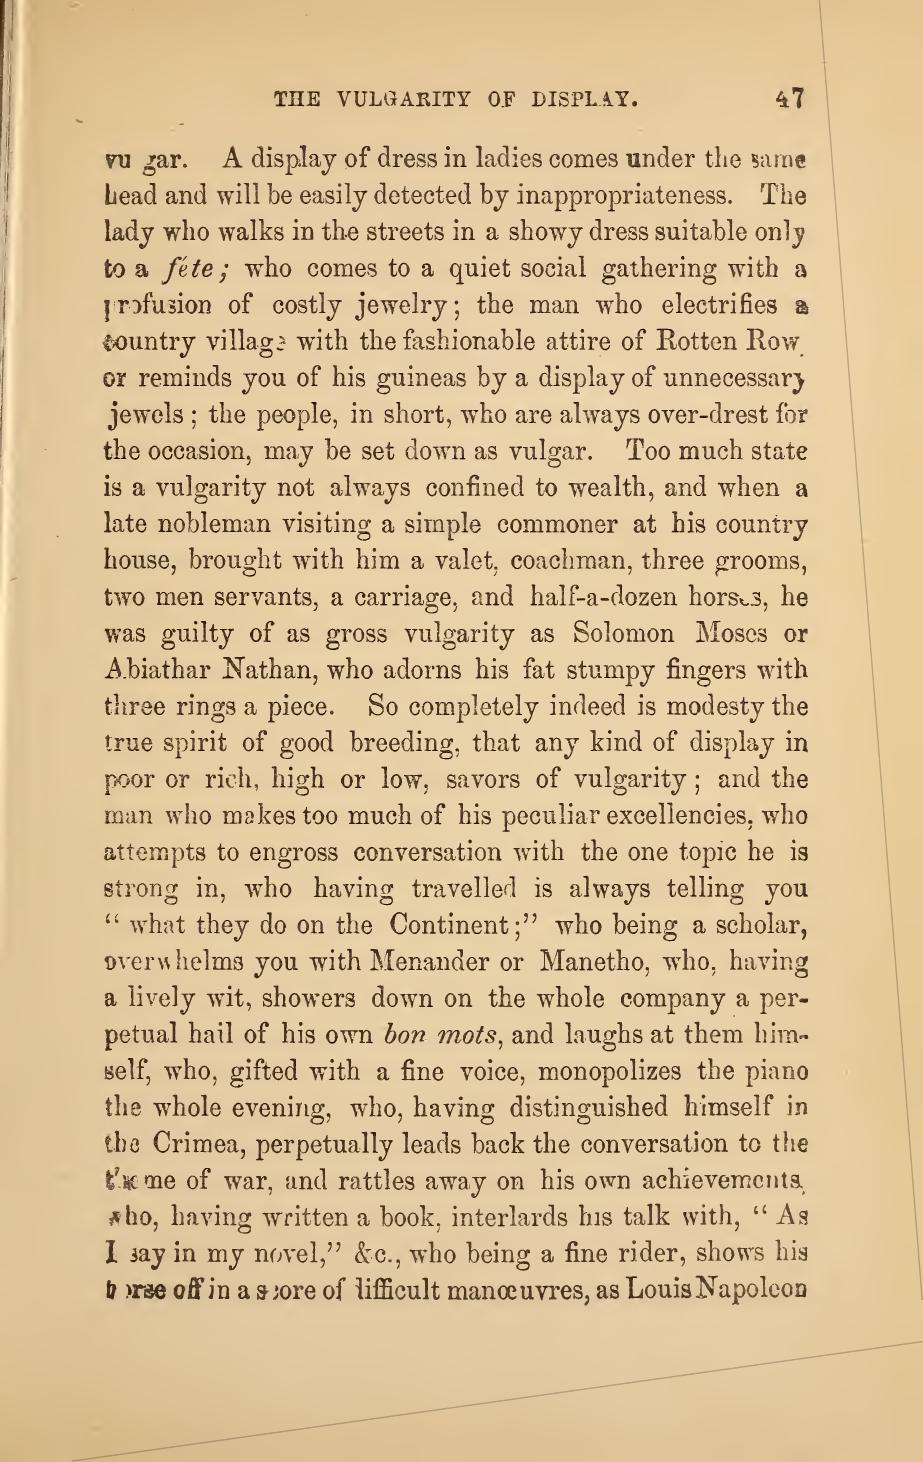 THE VULGARITY OF DISPLAY. 47
vulgar. A display of dress in ladies comes under the same
head and will be easily detected by inappropriateness. The
lady who walks in the streets in a showy dress suitable only
to a féte; who comes to a quiet social gathering with a
profusion of costly jewelry; the man who electrifies a
country village with the fashionable attire of Rotten Row,
or reminds you of his guineas by a display of unnecessary
jewels; the people, in short, who are always over-drest for
the occasion, may be set down as vulgar. Too much state
is a vulgarity not always confined to wealth, and when a
late nobleman visiting a simple commoner at his country
house, brought with him a valet, coachman, three grooms,
two men servants, a carriage, and half-a-dozen horses, he
was guilty of as gross vulgarity as Solomon Moses or
Abiathar Nathan, who adorns his fat stumpy fingers with
three rings a piece. So completely indeed is modesty the
true spirit of good breeding, that any kind of display in
poor or rich, high or low, savors of vulgarity; and the
man who makes too much of his peculiar excellencies, who
attempts to engross conversation with the one topic he is
strong in, who having travelled is always telling you
“ what they do on the Continent;” who being a scholar,
overwhelms you with Menander or Manetho, who, having
a lively wit, showers down on the whole company a per-
petual hail of his own bon mots, and laughs at them him-
self, who, gifted with a fine voice, monopolizes the piano
the whole evening, who, having distinguished himself in
the Crimea, perpetually leads back the conversation to the
theme of war, and rattles away on his own achievements,
who, having written a book, interlards his talk with, “ As
I say in my novel,” &c., who being a fine rider, shows his
horse off in a score of difficult manœuvres, as Louis Napoleon